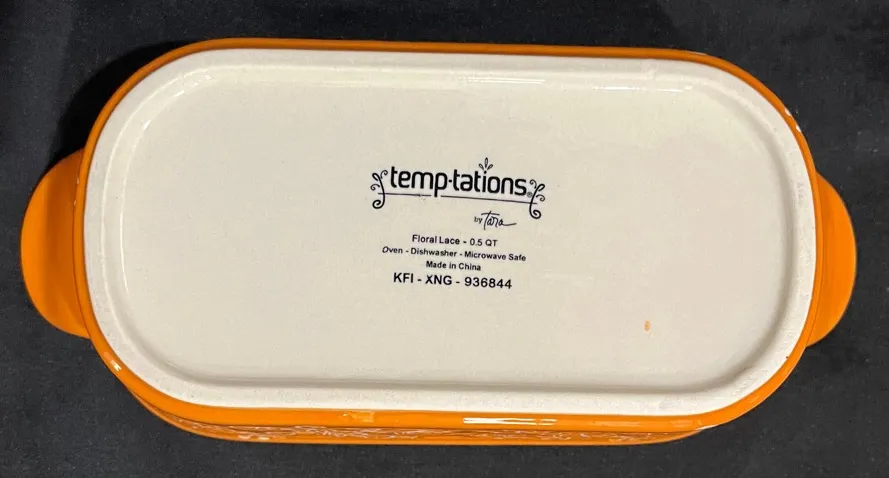 temp-tations®
by Tara
Floral Lace - 0.5 QT
Oven - Dishwasher - Microwave Safe
Made in China
KFI - XNG - 936844